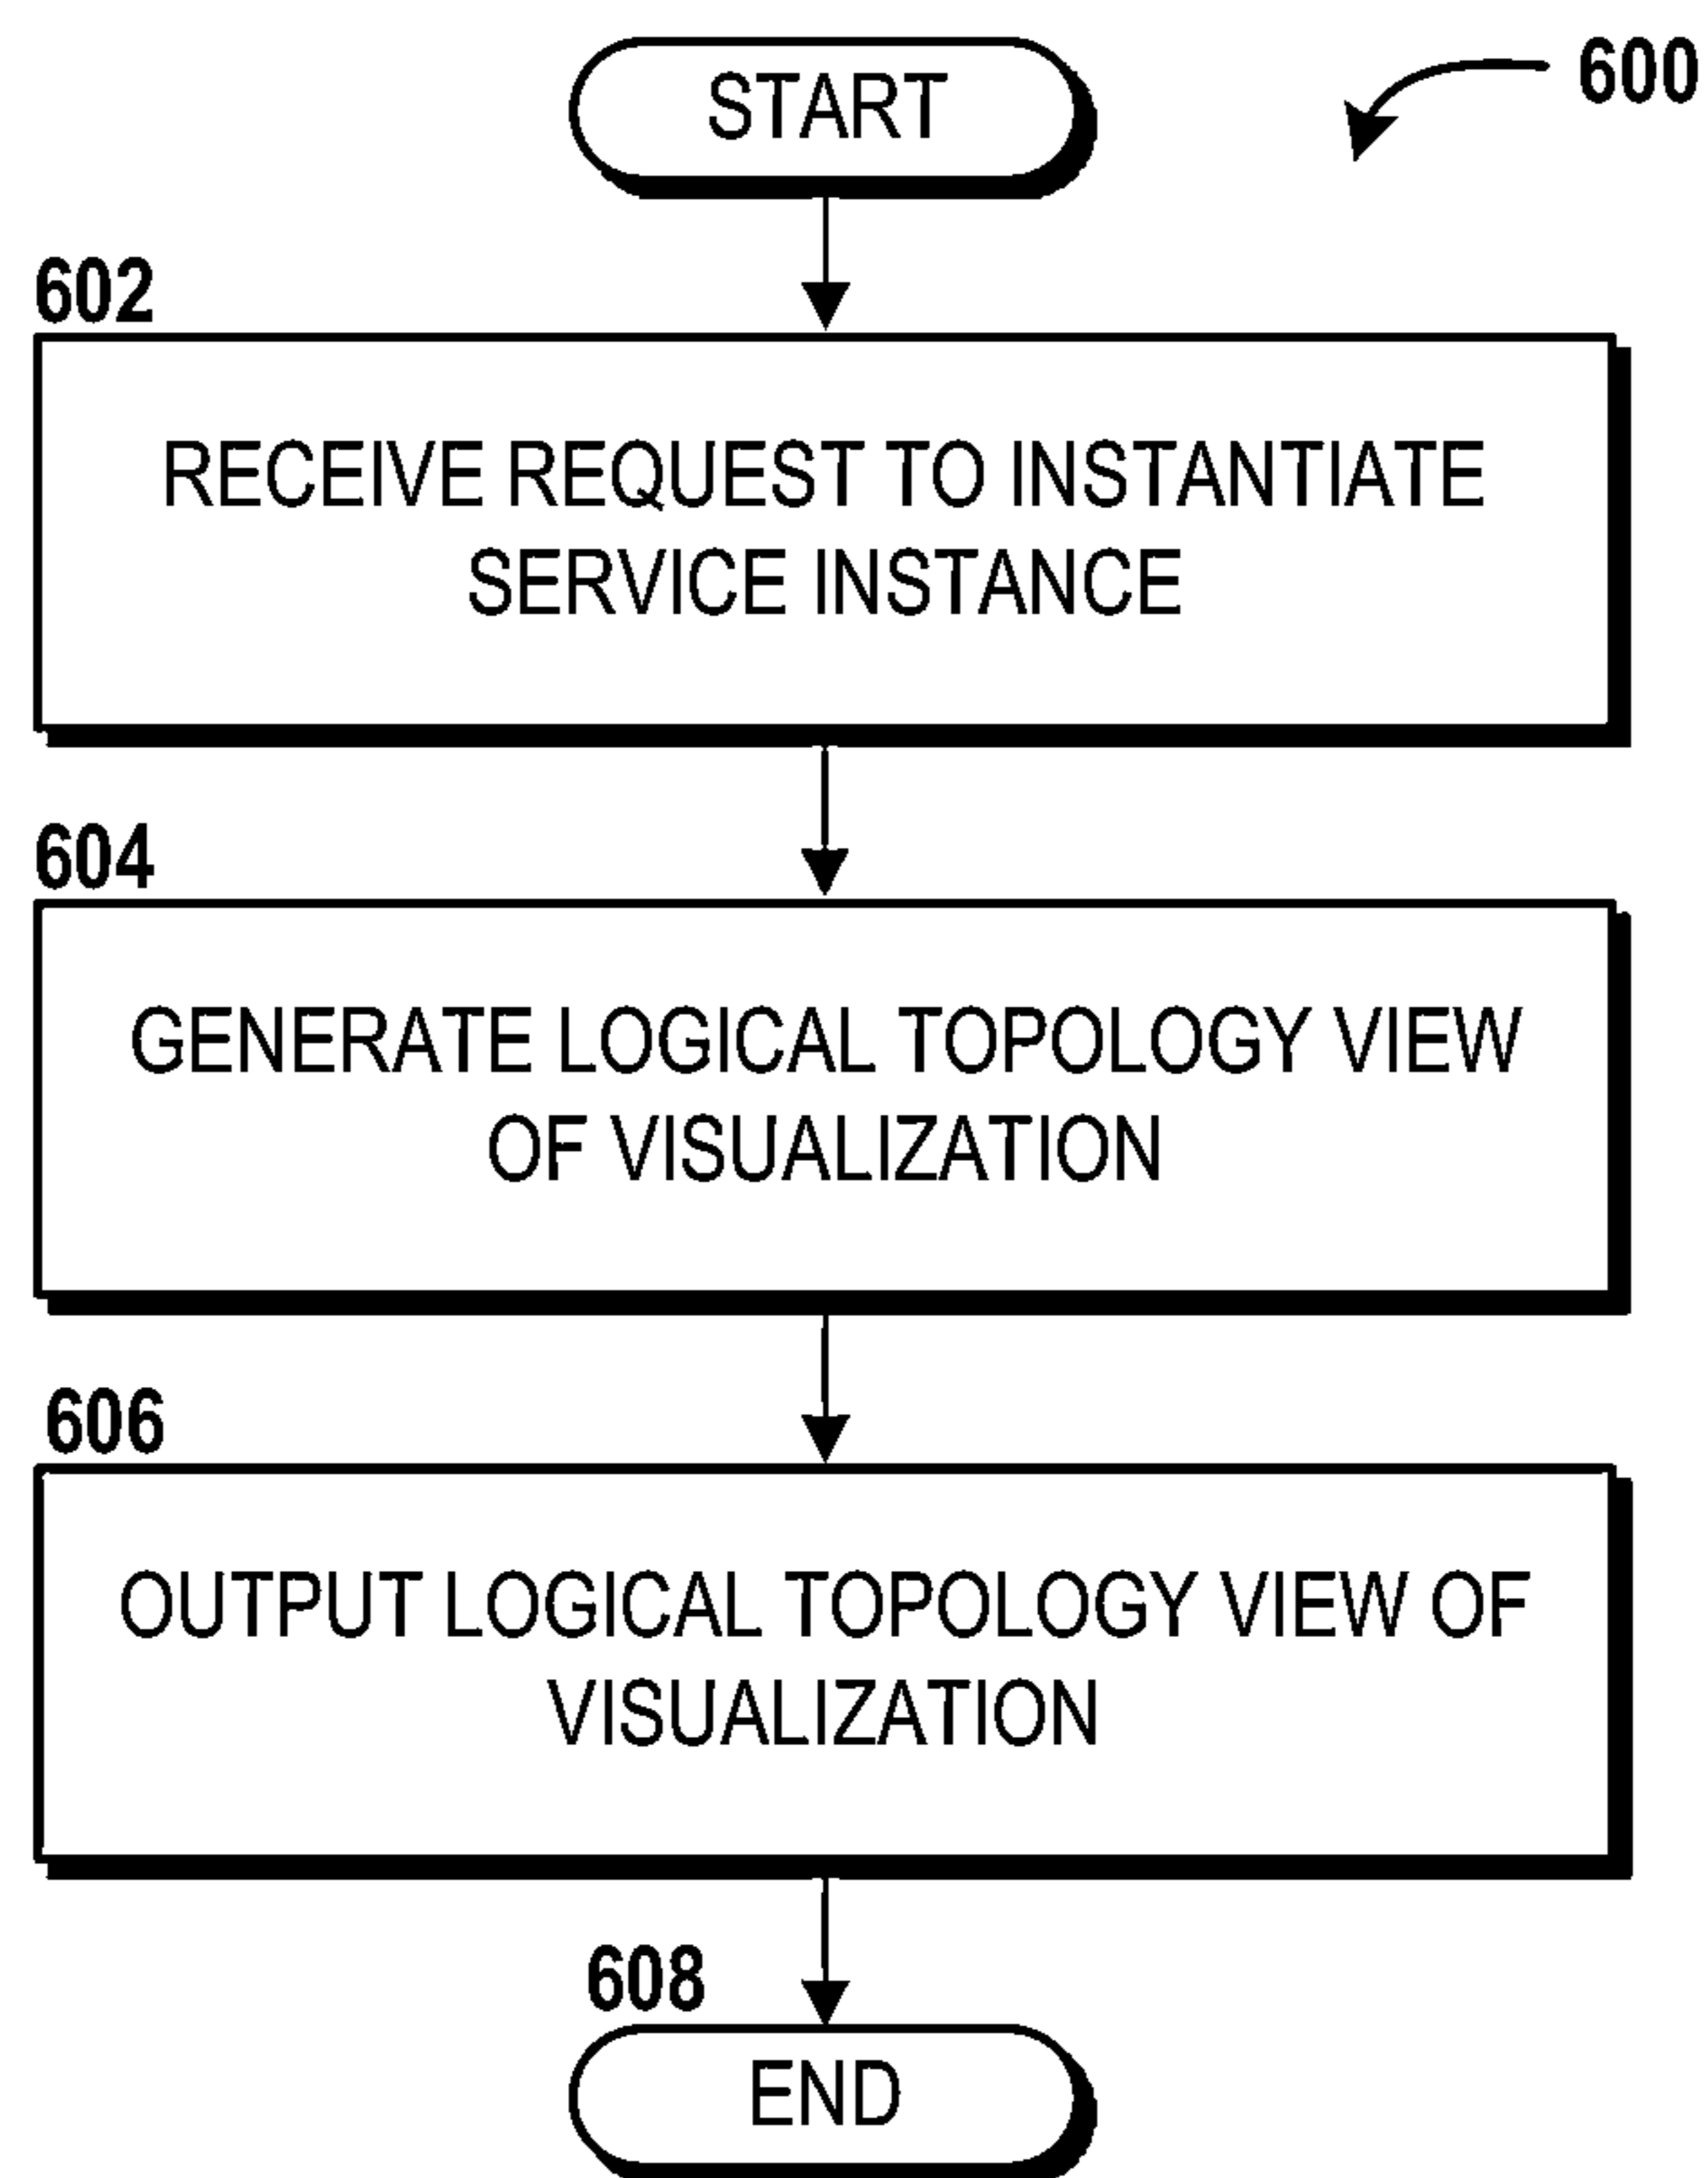 START
600
602
RECEIVE REQUEST TO INSTANTIATE
SERVICE INSTANCE
604
GENERATE LOGICAL TOPOLOGY VIEW
OF VISUALIZATION
606
OUTPUT LOGICAL TOPOLOGY VIEW OF
VISUALIZATION
608
END